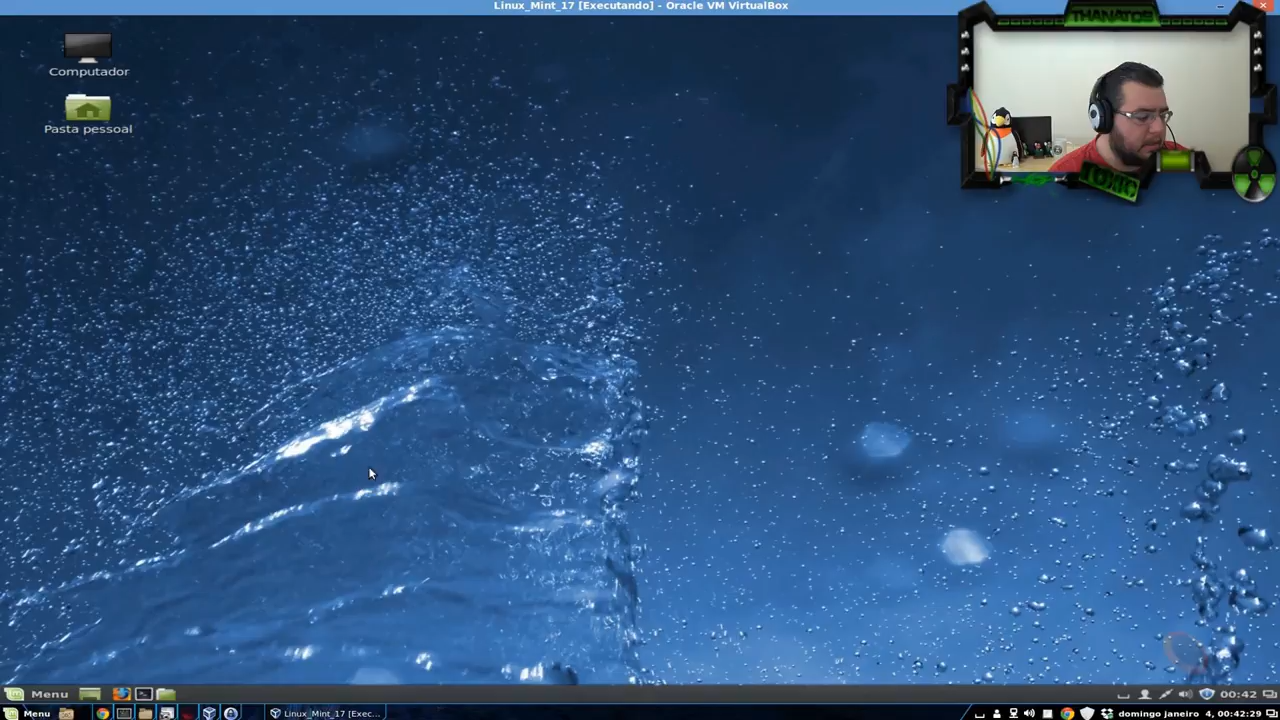 Linux_Mint_17 [Executando] - Oracle VM VirtualBox
THANATOS
Computador
Pasta pessoal
TOXIC
Menu
00:42
Menu
Linux_Mint_17 [Exec...
domingo janeiro 4, 00:42:29